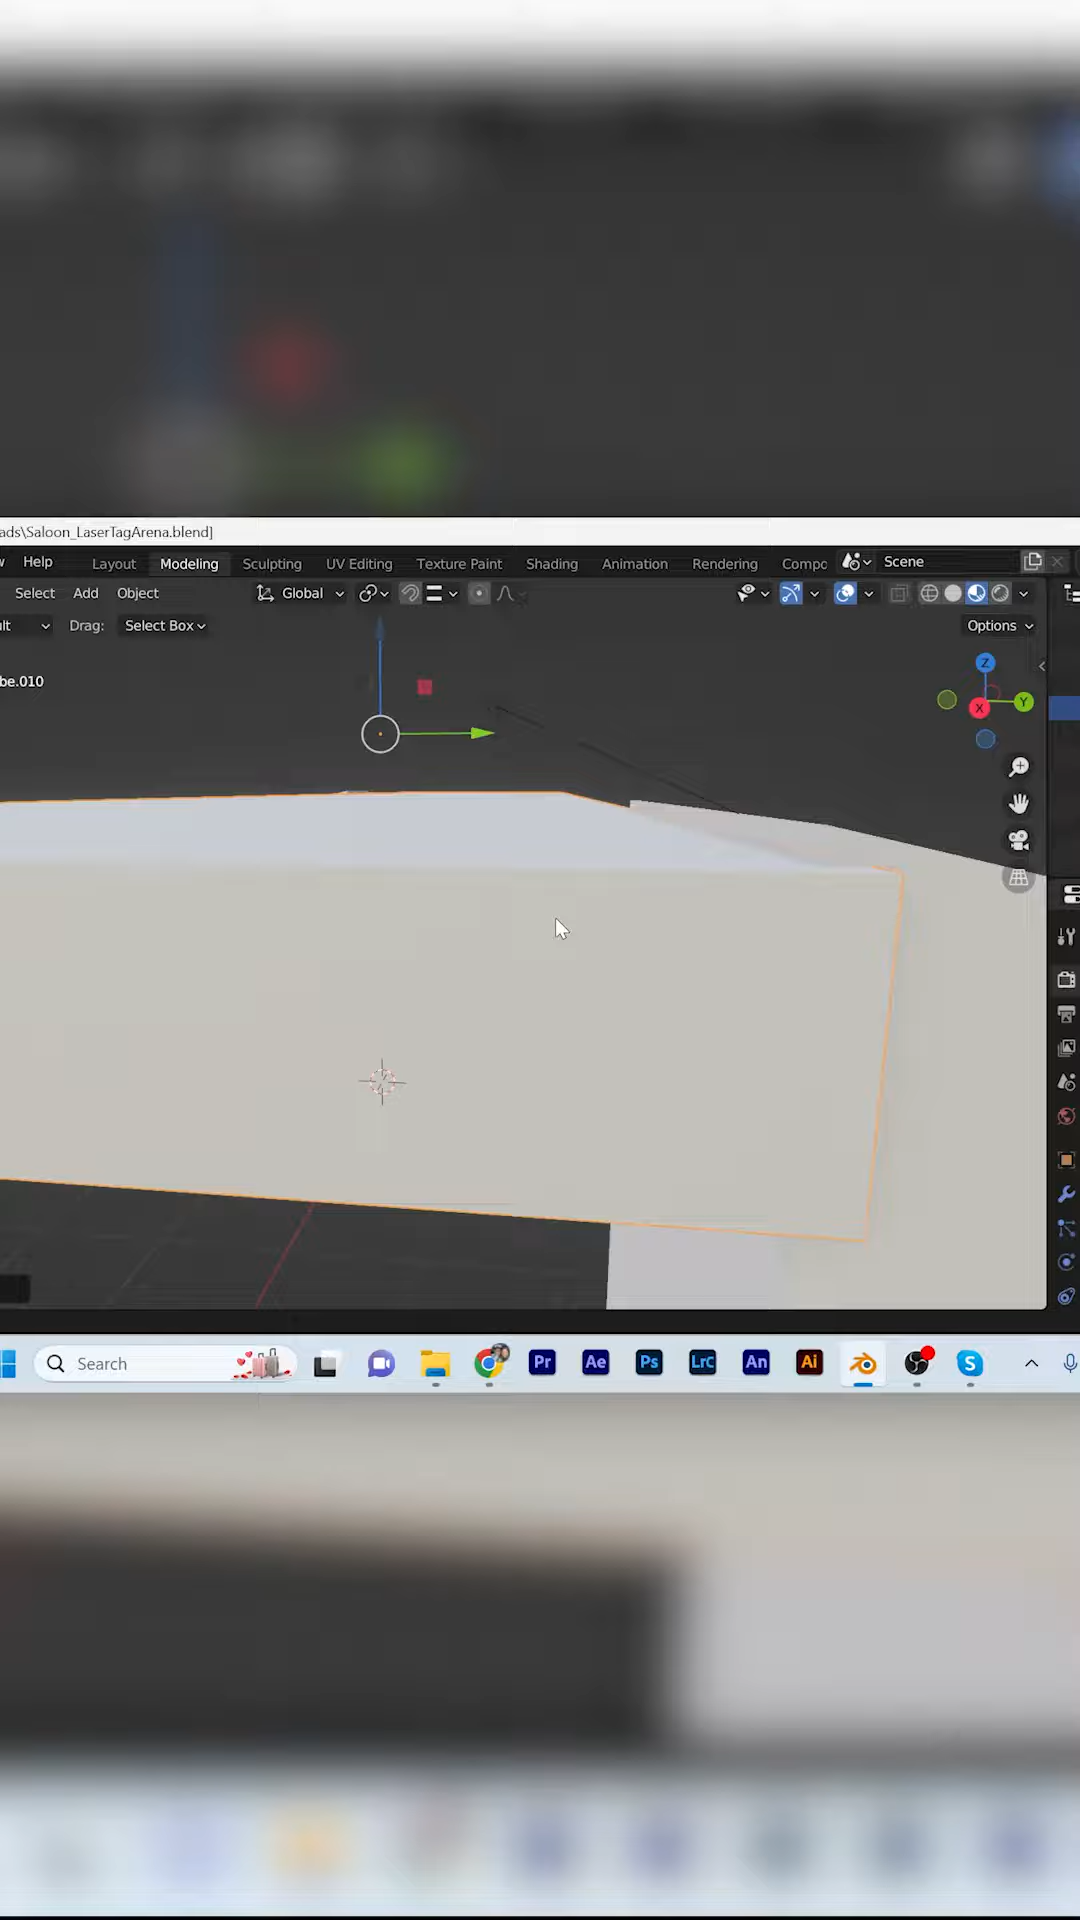 ads\Saloon_LaserTagArena.blend]
Help Layout Modeling Sculpting UV Editing Texture Paint Shading Animation Rendering Compo Scene
Select Add Object Global
lt Drag: Select Box Options
be.010
Z
Y
X
Search Pr Ae Ps LrC An Ai S